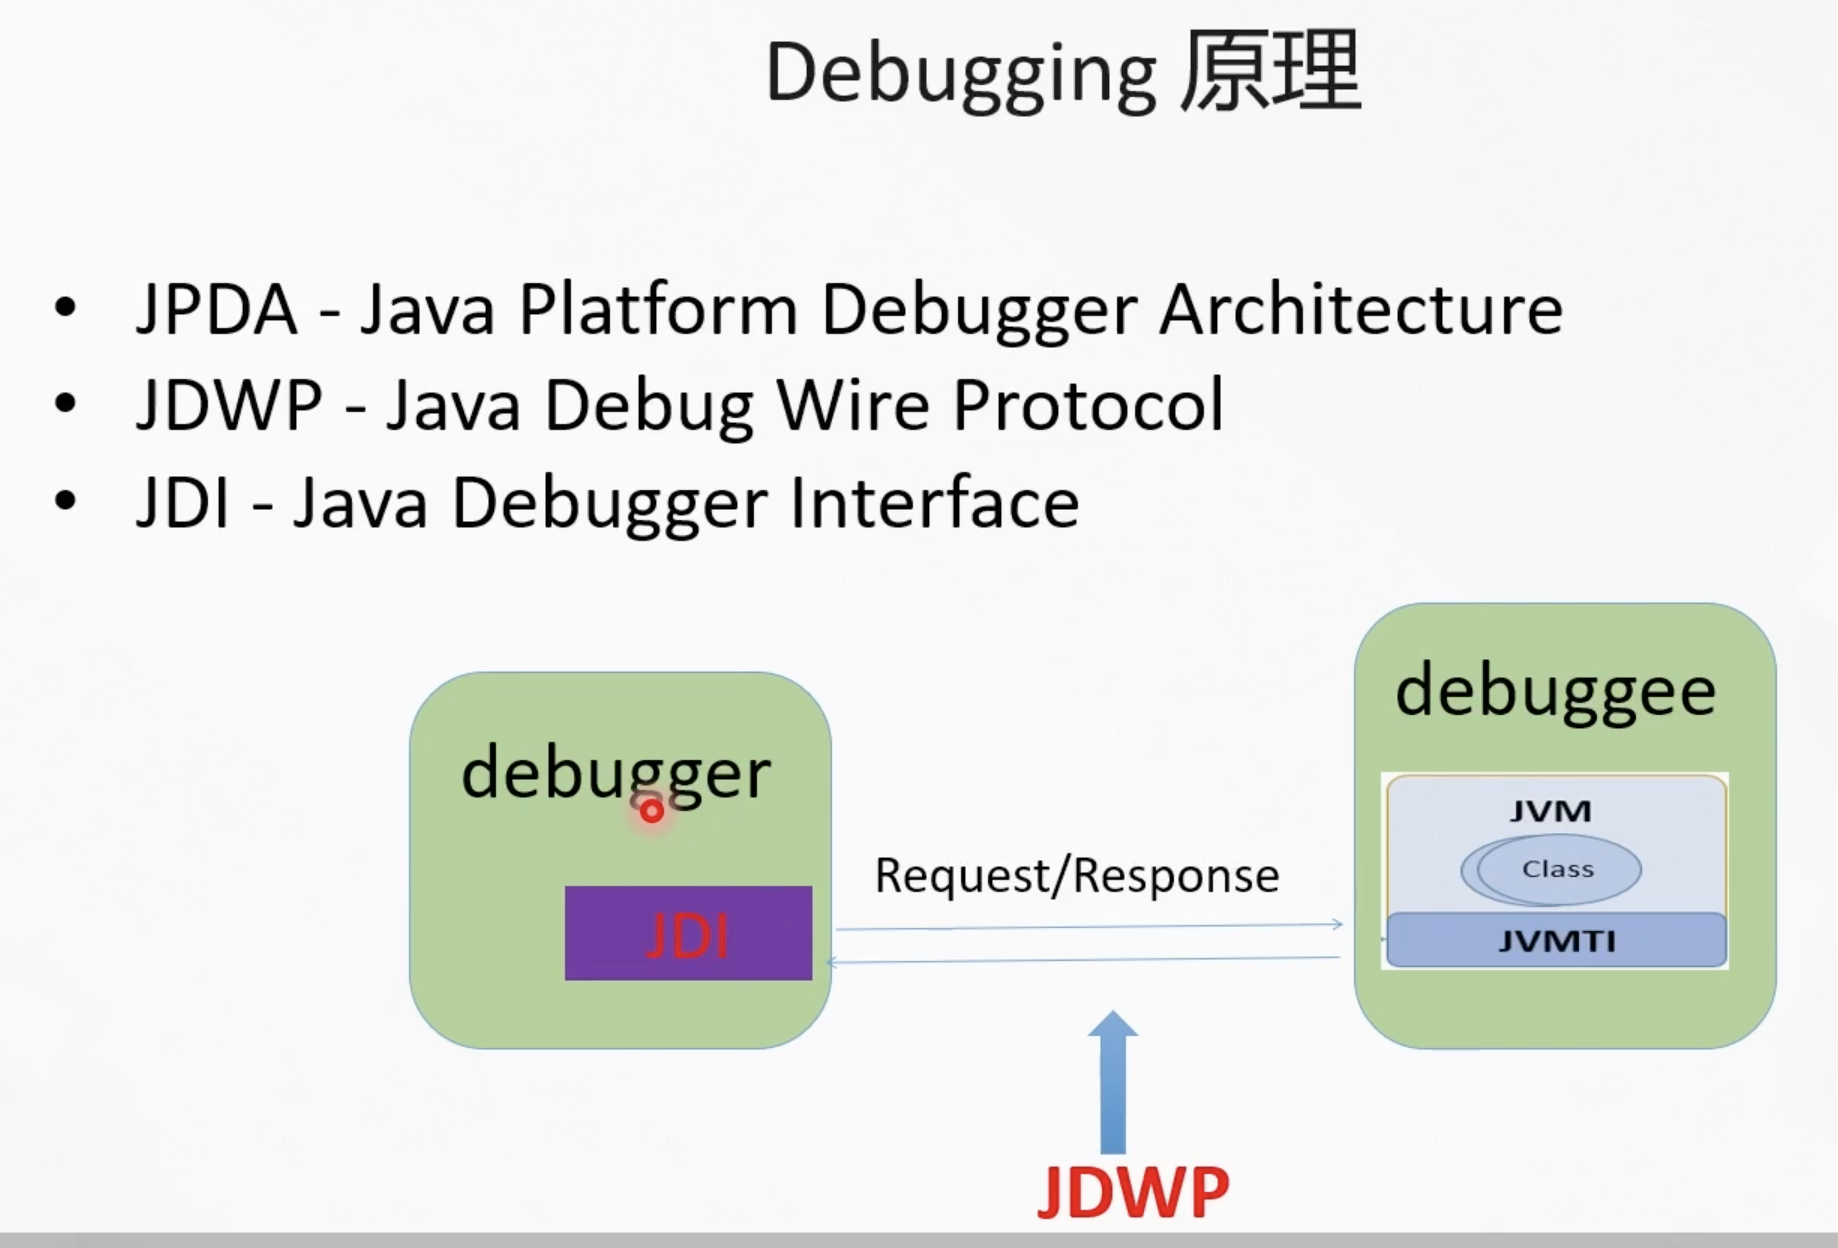 Debugging 原理
• JPDA - Java Platform Debugger Architecture
• JDWP - Java Debug Wire Protocol
• JDI - Java Debugger Interface
debugger
JDI
Request/Response
debuggee
JVM
Class
JVMTI
JDWP